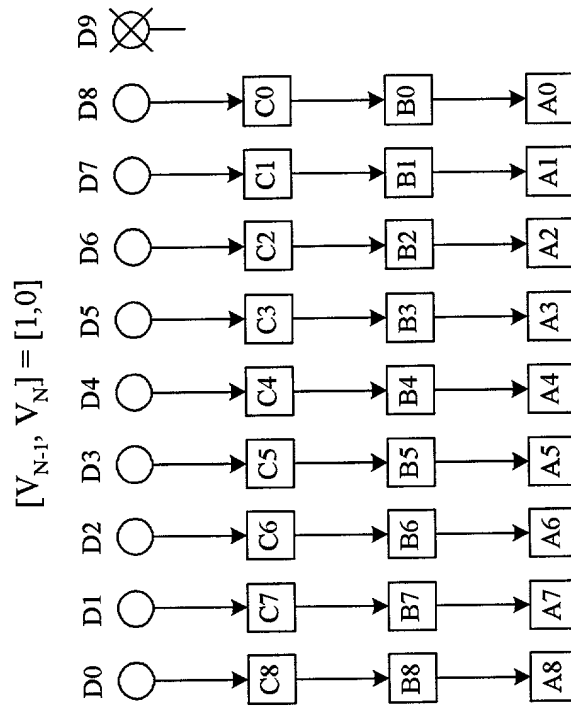 [V_{N-1}, V_N] = [1,0]
D0 D1 D2 D3 D4 D5 D6 D7 D8 D9
C8 C7 C6 C5 C4 C3 C2 C1 C0
B8 B7 B6 B5 B4 B3 B2 B1 B0
A8 A7 A6 A5 A4 A3 A2 A1 A0